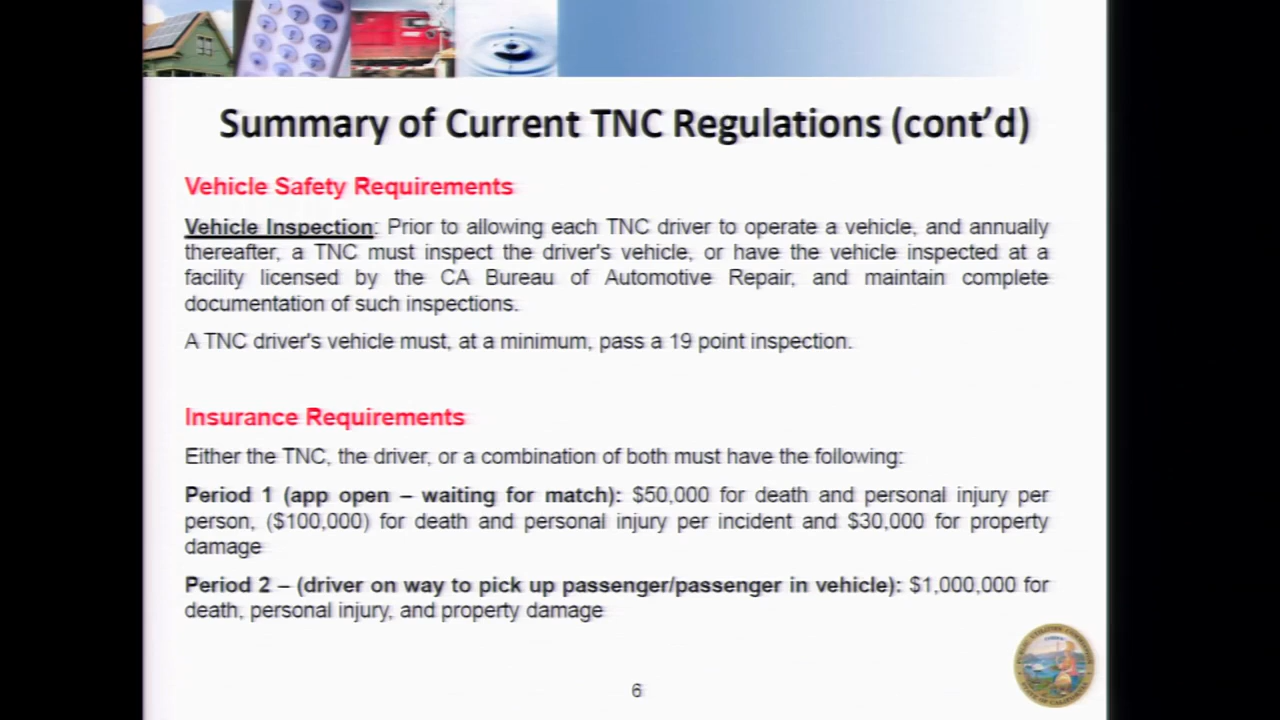 Summary of Current TNC Regulations (cont’d)
Vehicle Safety Requirements
Vehicle Inspection: Prior to allowing each TNC driver to operate a vehicle, and annually
thereafter, a TNC must inspect the driver's vehicle, or have the vehicle inspected at a
facility licensed by the CA Bureau of Automotive Repair, and maintain complete
documentation of such inspections.
A TNC driver's vehicle must, at a minimum, pass a 19 point inspection.
Insurance Requirements
Either the TNC, the driver, or a combination of both must have the following:
Period 1 (app open – waiting for match): $50,000 for death and personal injury per
person, ($100,000) for death and personal injury per incident and $30,000 for property
damage
Period 2 – (driver on way to pick up passenger/passenger in vehicle): $1,000,000 for
death, personal injury, and property damage
6